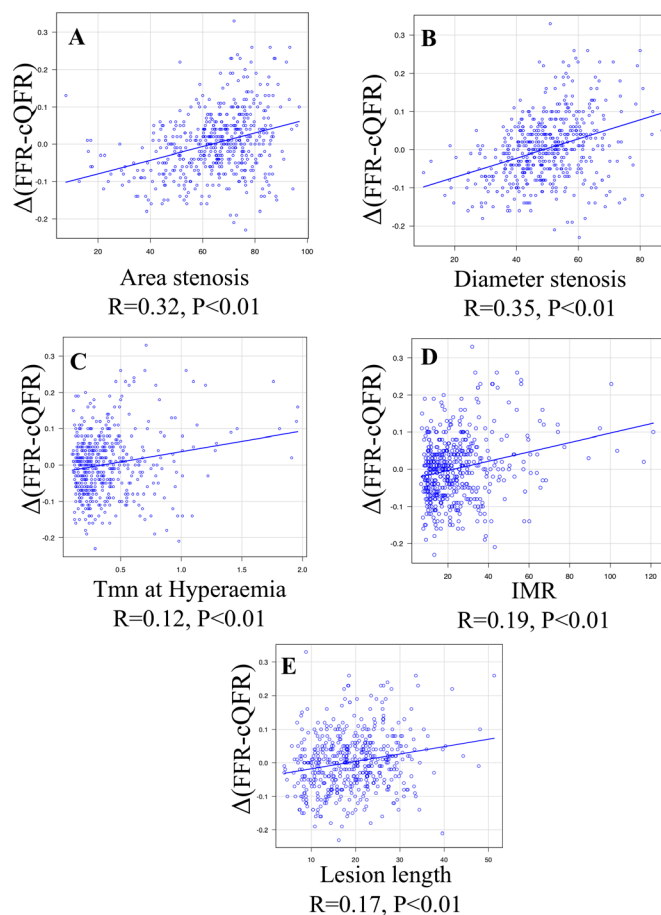 A
Δ(FFR-cQFR)
0.3
0.2
0.1
0.0
-0.1
-0.2
20 40 60 80 100
Area stenosis
R=0.32, P<0.01
B
Δ(FFR-cQFR)
0.3
0.2
0.1
0.0
-0.1
-0.2
20 40 60 80
Diameter stenosis
R=0.35, P<0.01
C
Δ(FFR-cQFR)
0.3
0.2
0.1
0.0
-0.1
-0.2
0.5 1.0 1.5 2.0
Tmn at Hyperaemia
R=0.12, P<0.01
D
Δ(FFR-cQFR)
0.3
0.2
0.1
0.0
-0.1
-0.2
20 40 60 80 100 120
IMR
R=0.19, P<0.01
E
Δ(FFR-cQFR)
0.3
0.2
0.1
0.0
-0.1
-0.2
10 20 30 40 50
Lesion length
R=0.17, P<0.01